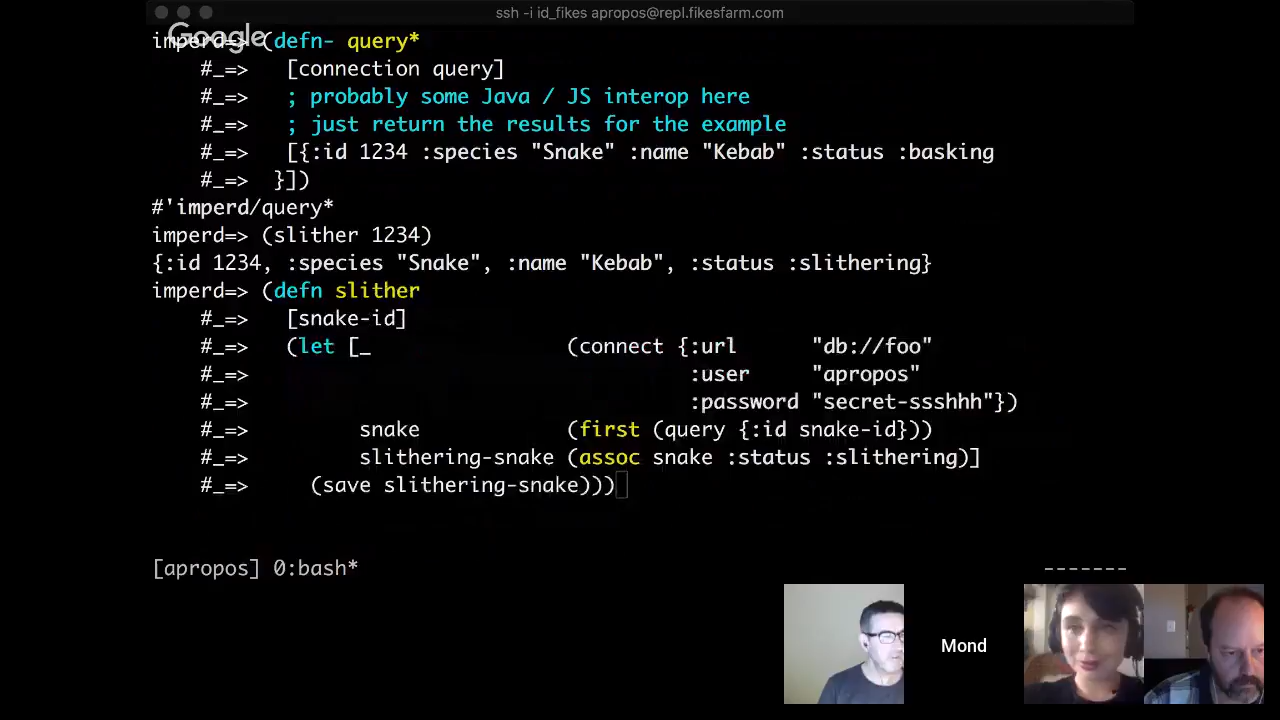 ssh -i id_fikes apropos@repl.fikesfarm.com
Google
imperd=> (defn- query*
#_=> [connection query]
#_=> ; probably some Java / JS interop here
#_=> ; just return the results for the example
#_=> [{:id 1234 :species "Snake" :name "Kebab" :status :basking
#_=> }])
#'imperd/query*
imperd=> (slither 1234)
{:id 1234, :species "Snake", :name "Kebab", :status :slithering}
imperd=> (defn slither
#_=> [snake-id]
#_=> (let [_ (connect {:url "db://foo"
#_=> :user "apropos"
#_=> :password "secret-ssshhh"})
#_=> snake (first (query {:id snake-id}))
#_=> slithering-snake (assoc snake :status :slithering)]
#_=> (save slithering-snake)))
[apropos] 0:bash* -------
Mond